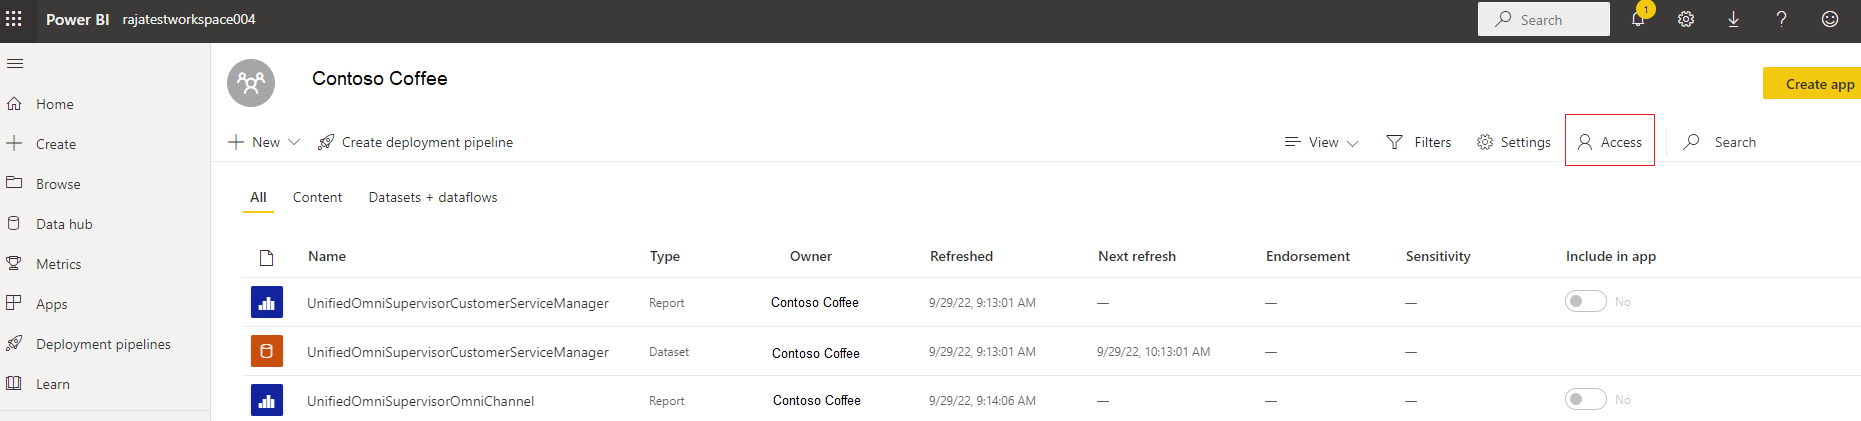 Power BI rajatestworkspace004 Search 1 ?
Contoso Coffee
Create app
Home
Create
Browse
Data hub
Metrics
Apps
Deployment pipelines
Learn
New Create deployment pipeline View Filters Settings Access Search
All Content Datasets + dataflows
Name Type Owner Refreshed Next refresh Endorsement Sensitivity Include in app
UnifiedOmniSupervisorCustomerServiceManager Report Contoso Coffee 9/29/22, 9:13:01 AM — — — No
UnifiedOmniSupervisorCustomerServiceManager Dataset Contoso Coffee 9/29/22, 9:13:01 AM 9/29/22, 10:13:01 AM — —
UnifiedOmniSupervisorOmniChannel Report Contoso Coffee 9/29/22, 9:14:06 AM — — — No